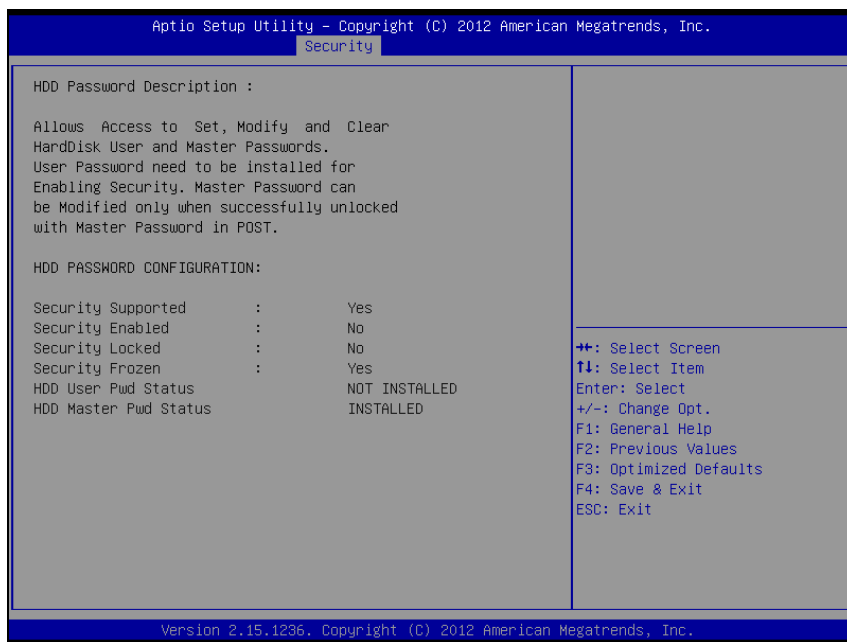 Aptio Setup Utility – Copyright (C) 2012 American Megatrends, Inc.
Security
HDD Password Description :
Allows Access to Set, Modify and Clear
HardDisk User and Master Passwords.
User Password need to be installed for
Enabling Security. Master Password can
be Modified only when successfully unlocked
with Master Password in POST.
HDD PASSWORD CONFIGURATION:
Security Supported : Yes
Security Enabled : No
Security Locked : No
Security Frozen : Yes
HDD User Pwd Status NOT INSTALLED
HDD Master Pwd Status INSTALLED
→←: Select Screen
↑↓: Select Item
Enter: Select
+/-: Change Opt.
F1: General Help
F2: Previous Values
F3: Optimized Defaults
F4: Save & Exit
ESC: Exit
Version 2.15.1236. Copyright (C) 2012 American Megatrends, Inc.